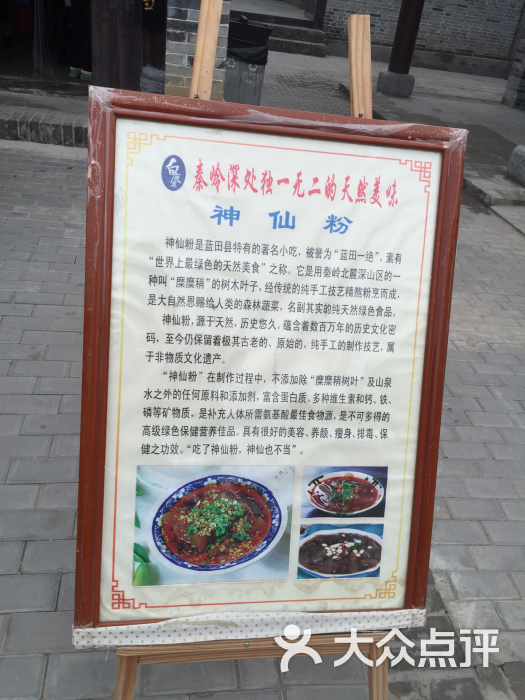 秦岭深处独一无二的天然美味
神仙粉
神仙粉是蓝田县特有的著名小吃，被誉为“蓝田一绝”，素有
“世界上最绿色的天然美食”之称。它是用秦岭北麓深山区的一
种叫“糜糜稍”的树木叶子，经传统的纯手工技艺精熬粉烹而成，
是大自然恩赐给人类的森林蔬菜，名副其实的纯天然绿色食品。
神仙粉，源于天然，历史悠久，蕴含着数百万年的历史文化密
码，至今仍保留着极其古老的、原始的、纯手工的制作技艺，属
于非物质文化遗产。
“神仙粉”在制作过程中，不添加除“糜糜稍树叶”及山泉
水之外的任何原料和添加剂，富含蛋白质、多种维生素和钙、铁、
磷等矿物质，是补充人体所需氨基酸最佳食物源，是不可多得的
高级绿色保健营养佳品。具有很好的美容、养颜、瘦身、排毒、保
健之功效。“吃了神仙粉，神仙也不当”。
大众点评